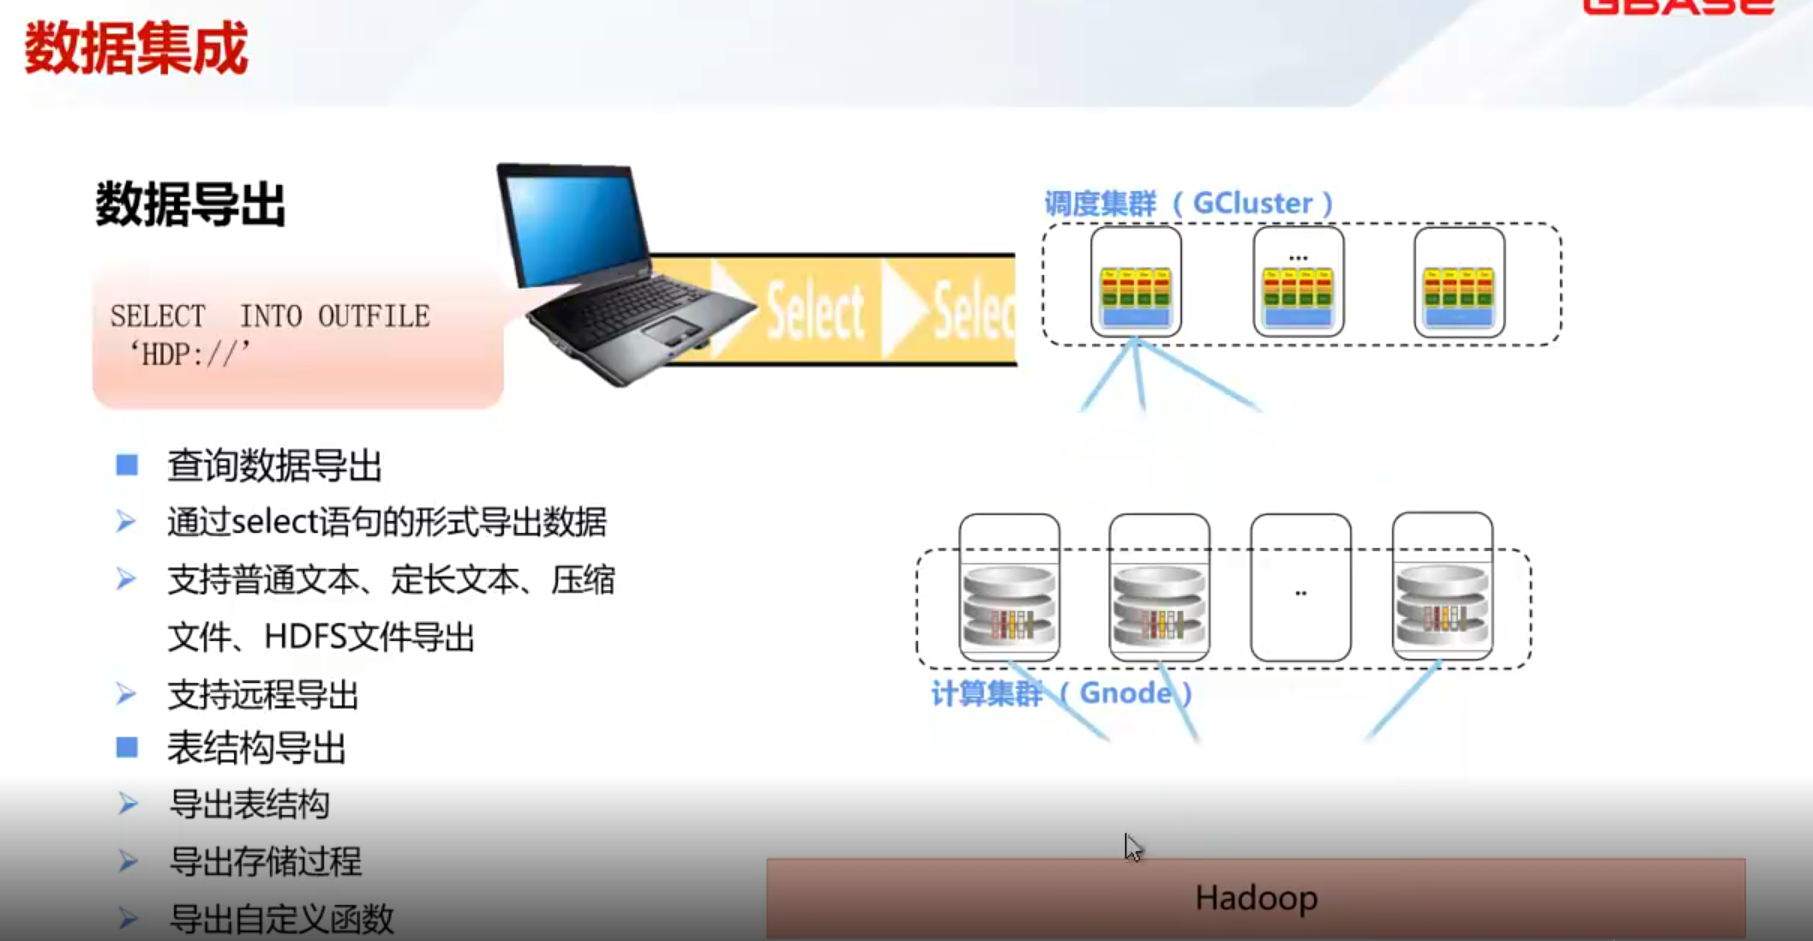 数据集成
GBASE
数据导出
SELECT  INTO OUTFILE
‘HDP://’
Select
Selec
调度集群（GCluster）
...
查询数据导出
通过select语句的形式导出数据
支持普通文本、定长文本、压缩
文件、HDFS文件导出
支持远程导出
表结构导出
导出表结构
导出存储过程
导出自定义函数
..
计算集群（Gnode）
Hadoop